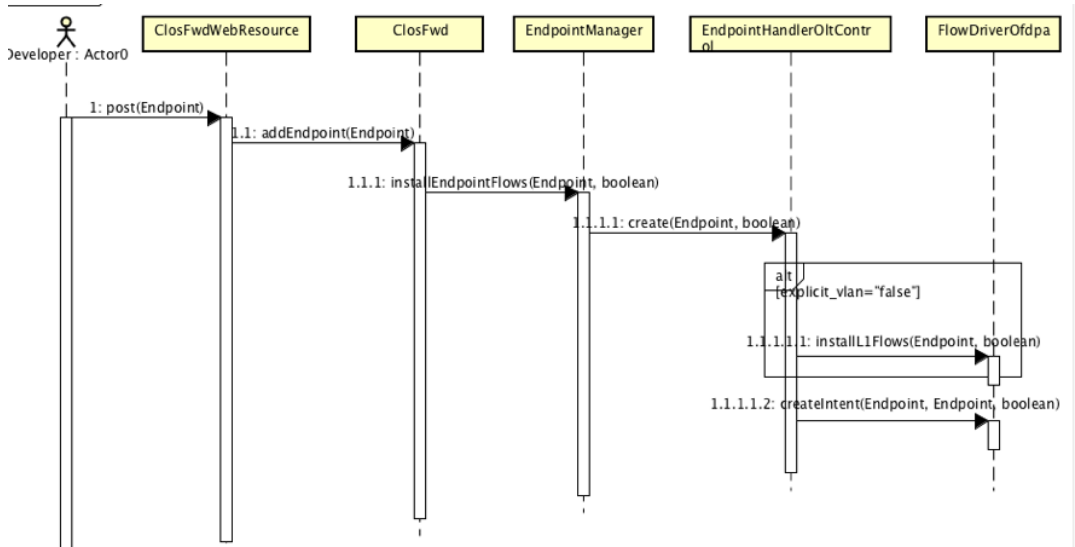 ClosFwdWebResource
ClosFwd
EndpointManager
EndpointHandlerOltContr
ol
FlowDriverOfdpa
Developer : Actor0
1: post(Endpoint)
1.1: addEndpoint(Endpoint)
1.1.1: installEndpointFlows(Endpoint, boolean)
1.1.1.1: create(Endpoint, boolean)
alt
[explicit_vlan="false"]
1.1.1.1.1: installL1Flows(Endpoint, boolean)
1.1.1.1.2: createIntent(Endpoint, Endpoint, boolean)